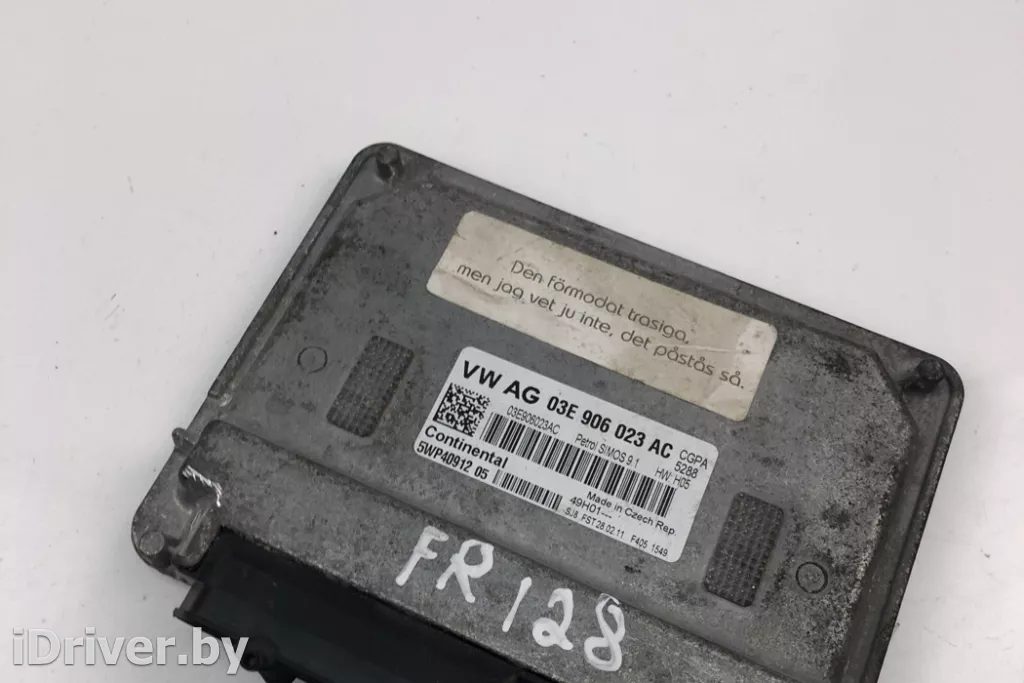 Den förmodat trasiga,
men jag vet ju inte, det påstås så.
VW AG 03E 906 023 AC
CGPA
5288
03E906023AC Petrol SIMOS 9.1 HW: H05
Continental
5WP40912 05
Made in Czech Rep.
49H01---
SJ8 FST 28.02.11 F405 1549
FR 128
iDriver.by